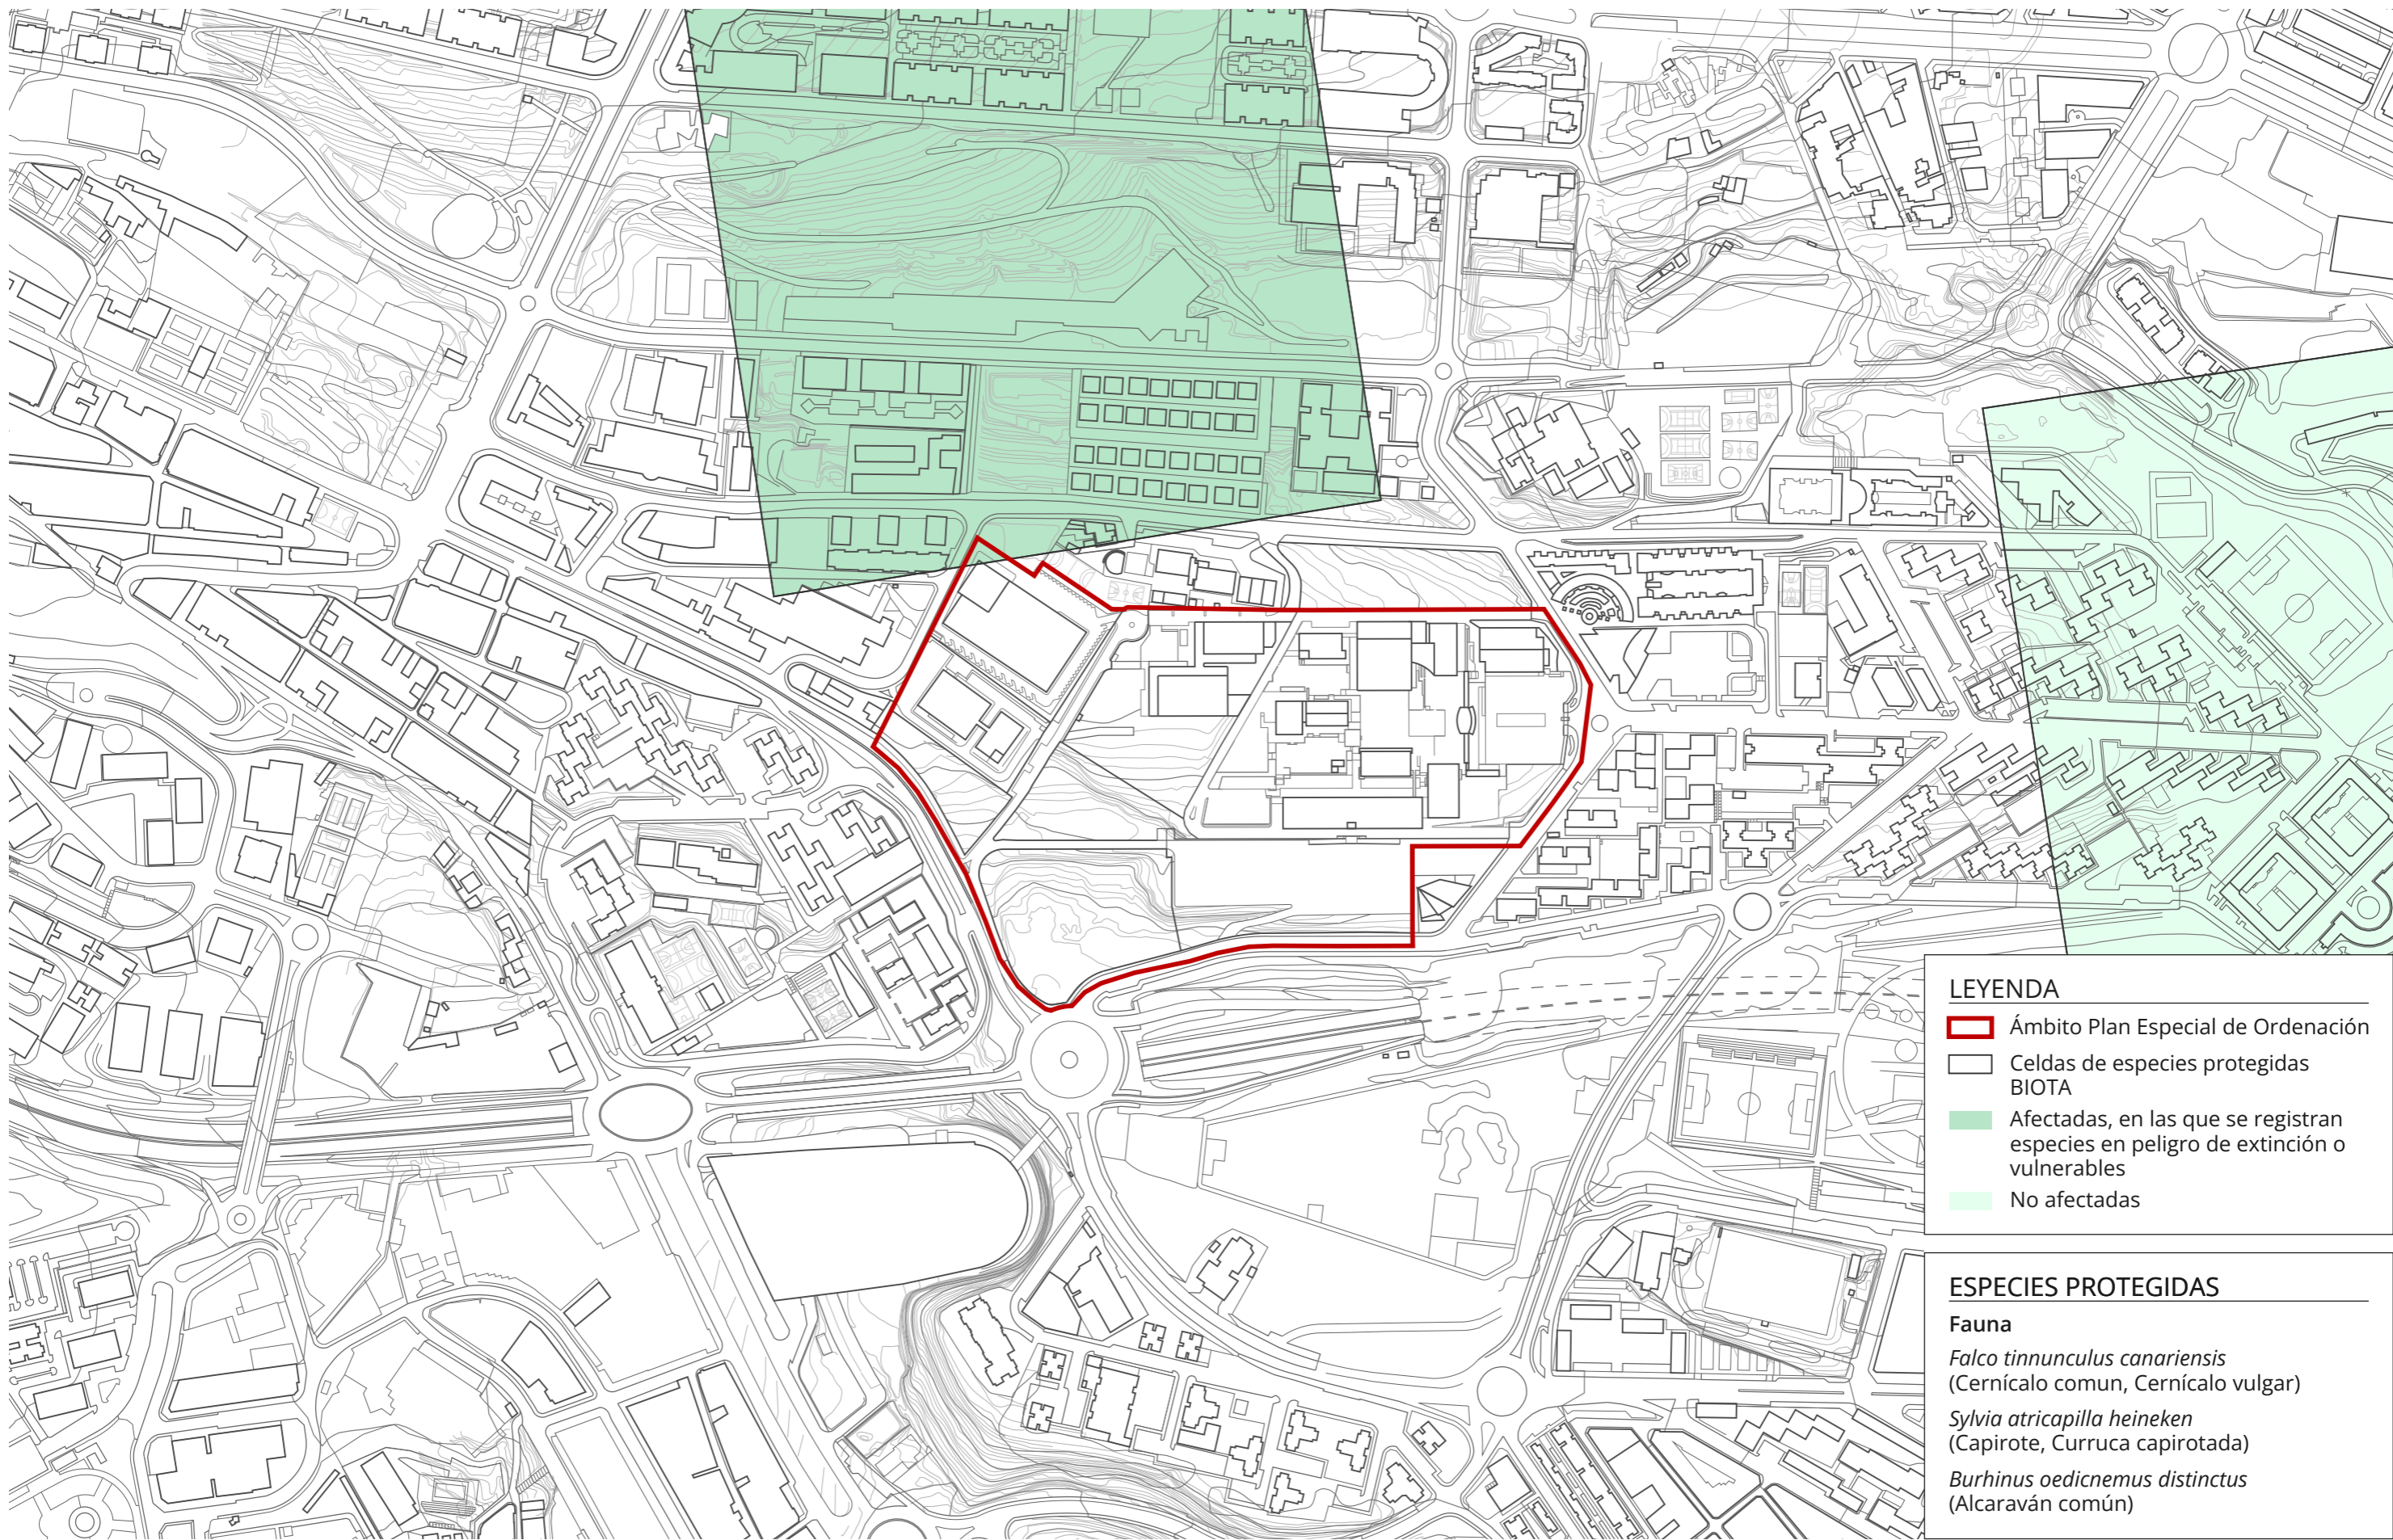 LEYENDA
Ámbito Plan Especial de Ordenación
Celdas de especies protegidas
BIOTA
Afectadas, en las que se registran
especies en peligro de extinción o
vulnerables
No afectadas
ESPECIES PROTEGIDAS
Fauna
Falco tinnunculus canariensis
(Cernícalo comun, Cernícalo vulgar)
Sylvia atricapilla heineken
(Capirote, Curruca capirotada)
Burhinus oedicnemus distinctus
(Alcaraván común)